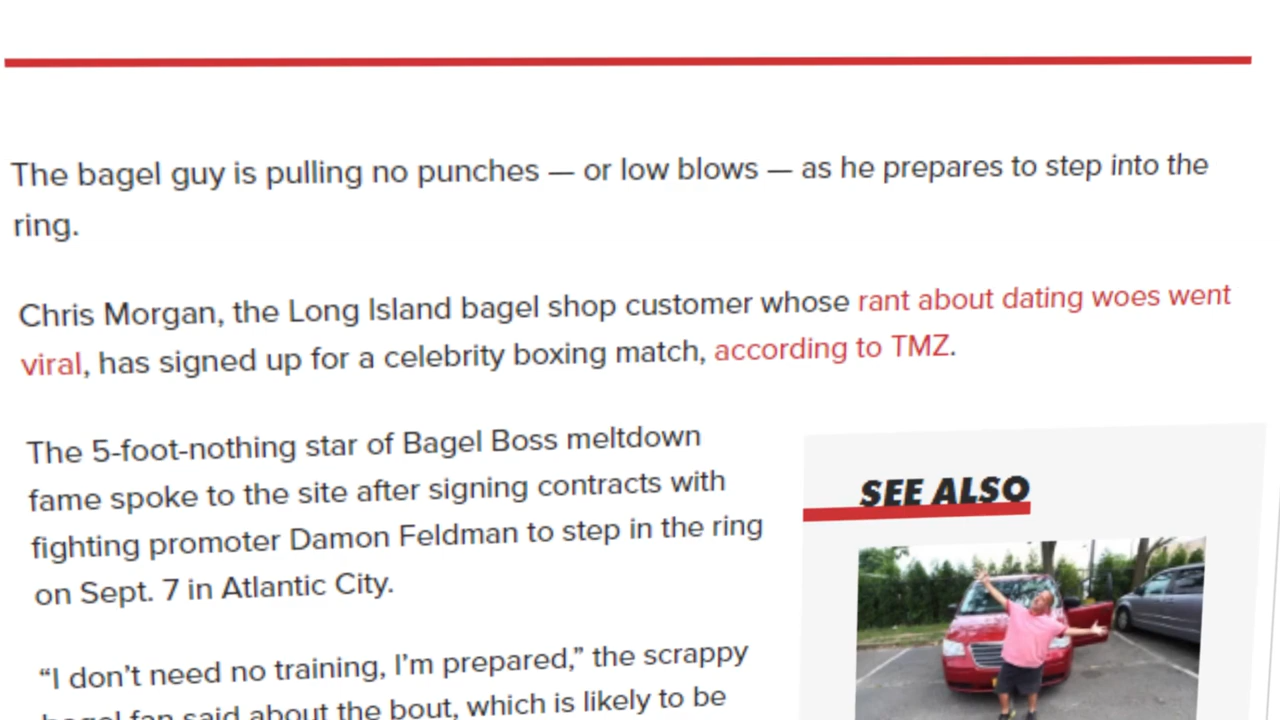 The bagel guy is pulling no punches — or low blows — as he prepares to step into the
ring.
Chris Morgan, the Long Island bagel shop customer whose rant about dating woes went
viral, has signed up for a celebrity boxing match, according to TMZ.
The 5-foot-nothing star of Bagel Boss meltdown
fame spoke to the site after signing contracts with
fighting promoter Damon Feldman to step in the ring
on Sept. 7 in Atlantic City.
“I don’t need no training, I’m prepared,” the scrappy
bagel fan said about the bout, which is likely to be
SEE ALSO